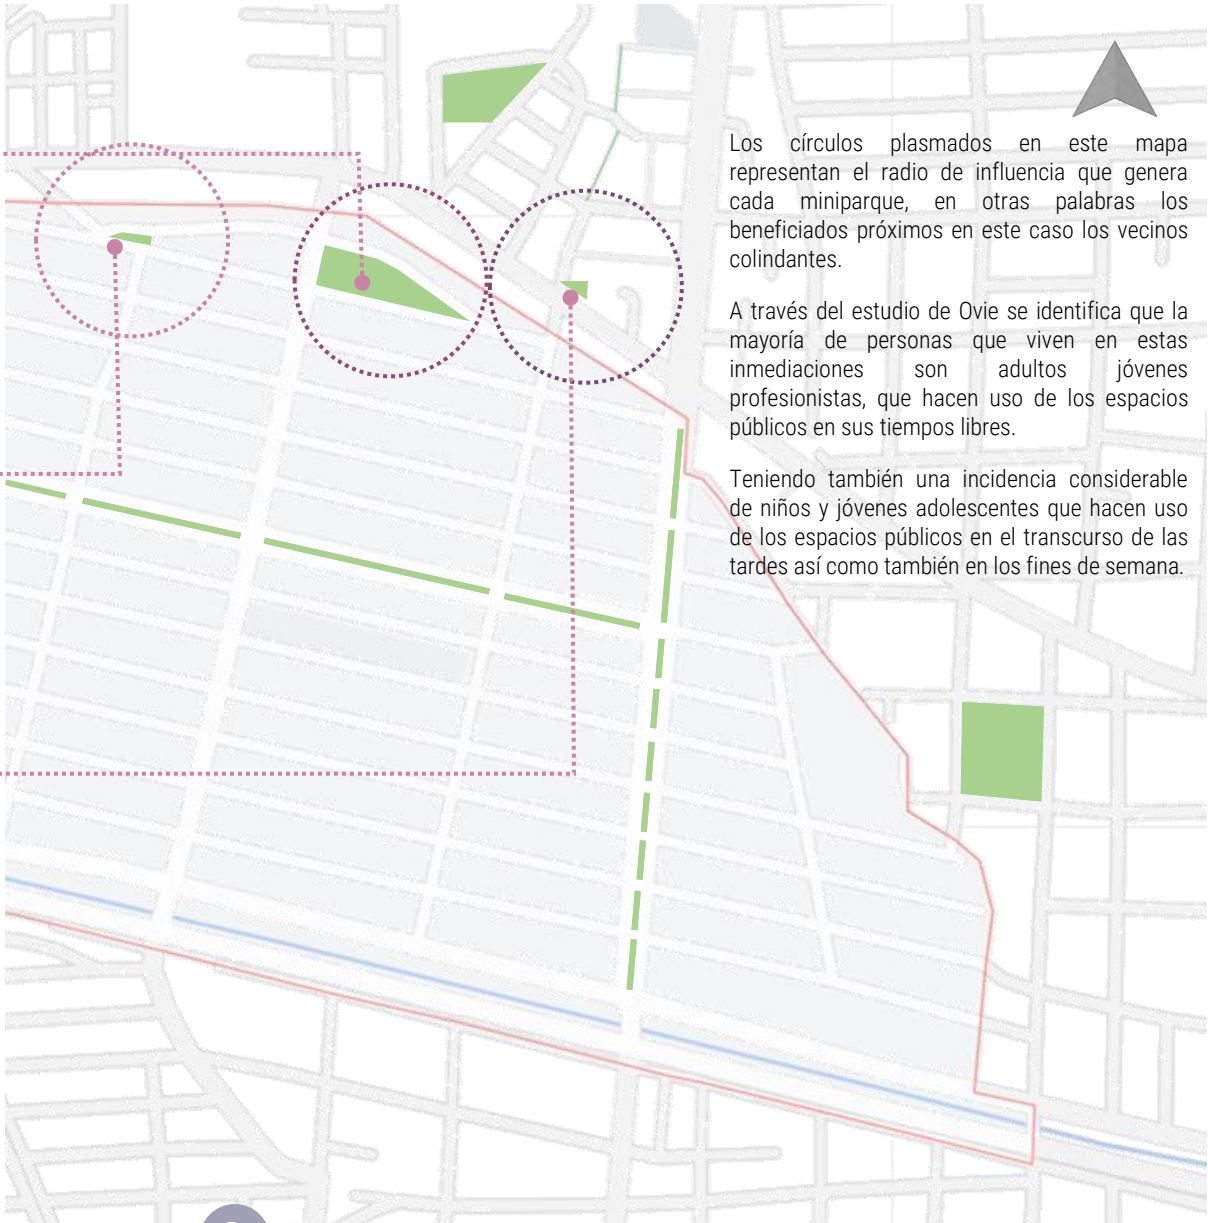 Los círculos plasmados en este mapa
representan el radio de influencia que genera
cada miniparque, en otras palabras los
beneficiados próximos en este caso los vecinos
colindantes.
A través del estudio de Ovie se identifica que la
mayoría de personas que viven en estas
inmediaciones son adultos jóvenes
profesionistas, que hacen uso de los espacios
públicos en sus tiempos libres.
Teniendo también una incidencia considerable
de niños y jóvenes adolescentes que hacen uso
de los espacios públicos en el transcurso de las
tardes así como también en los fines de semana.